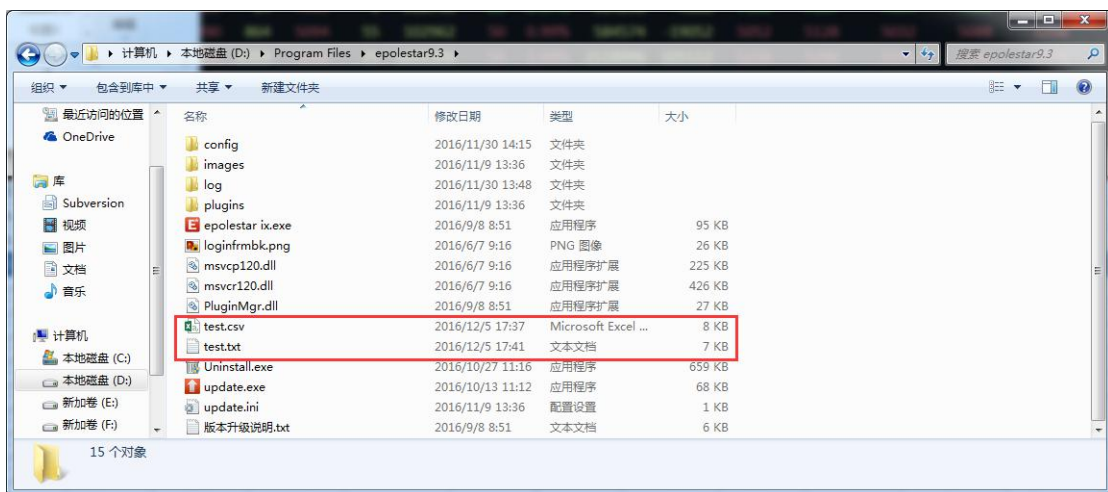 计算机 ▸ 本地磁盘 (D:) ▸ Program Files ▸ epolestar9.3 ▸
搜索 epolestar9.3
组织 包含到库中 共享 新建文件夹
最近访问的位置
OneDrive
库
Subversion
视频
图片
文档
音乐
计算机
本地磁盘 (C:)
本地磁盘 (D:)
新加卷 (E:)
新加卷 (F:)
名称 修改日期 类型 大小
config 2016/11/30 14:15 文件夹
images 2016/11/9 13:36 文件夹
log 2016/11/30 13:48 文件夹
plugins 2016/11/9 13:36 文件夹
epolestar ix.exe 2016/9/8 8:51 应用程序 95 KB
loginfrmbk.png 2016/6/7 9:16 PNG 图像 26 KB
msvcp120.dll 2016/6/7 9:16 应用程序扩展 225 KB
msvcr120.dll 2016/6/7 9:16 应用程序扩展 426 KB
PluginMgr.dll 2016/9/8 8:51 应用程序扩展 27 KB
test.csv 2016/12/5 17:37 Microsoft Excel ... 8 KB
test.txt 2016/12/5 17:41 文本文档 7 KB
Uninstall.exe 2016/10/27 11:16 应用程序 659 KB
update.exe 2016/10/13 11:12 应用程序 68 KB
update.ini 2016/11/9 13:36 配置设置 1 KB
版本升级说明.txt 2016/9/8 8:51 文本文档 6 KB
15 个对象